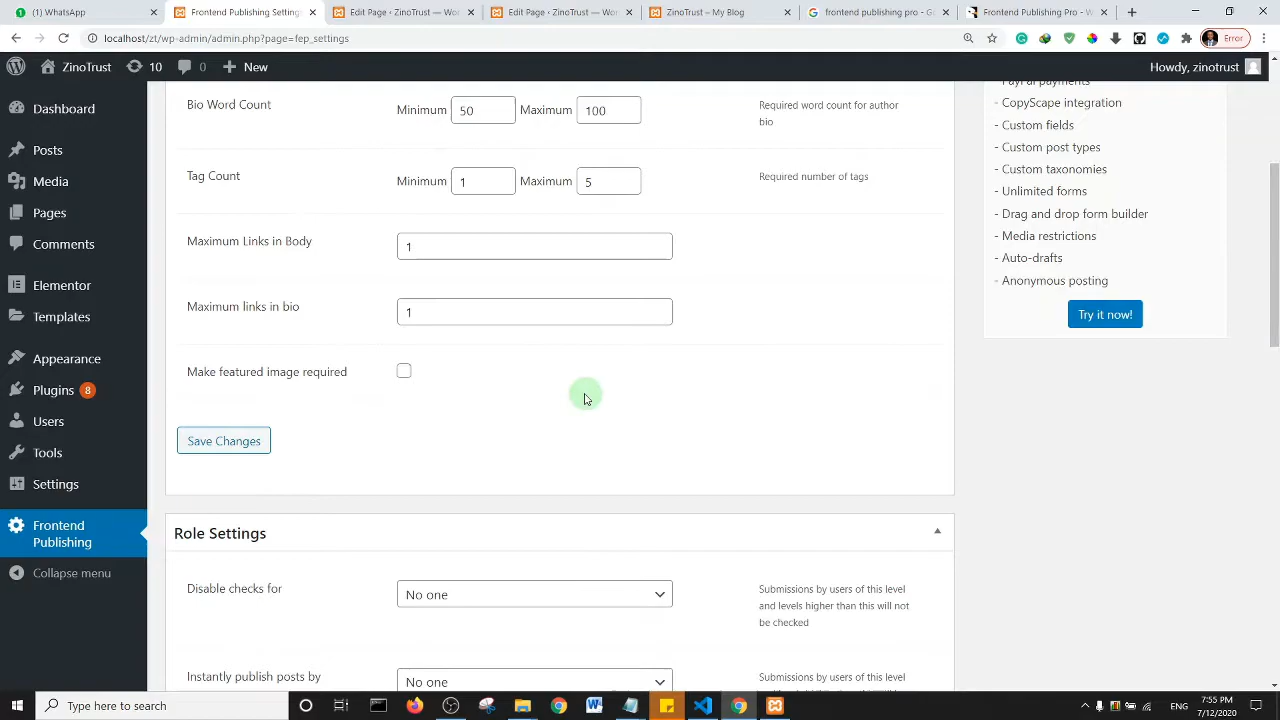 (1) WhatsApp
Frontend Publishing Setting
Edit Page ‹ ZinoTrust — Wor
Edit Page ‹ ZinoTrust — Wor
ZinoTrust – My Blog
frontend publishing pro - G
Frontend Publishing Pro - W
localhost/zt/wp-admin/admin.php?page=fep_settings
Error
ZinoTrust
10
0
New
Howdy, zinotrust
Dashboard
Posts
Media
Pages
Comments
Elementor
Templates
Appearance
Plugins 8
Users
Tools
Settings
Frontend
Publishing
Collapse menu
Bio Word Count
Minimum 50 Maximum 100
Required word count for author
bio
Tag Count
Minimum 1 Maximum 5
Required number of tags
Maximum Links in Body
1
Maximum links in bio
1
Make featured image required
Save Changes
Role Settings
Disable checks for
No one
Submissions by users of this level
and levels higher than this will not
be checked
Instantly publish posts by
No one
Submissions by users of this level
- PayPal payments
- CopyScape integration
- Custom fields
- Custom post types
- Custom taxonomies
- Unlimited forms
- Drag and drop form builder
- Media restrictions
- Auto-drafts
- Anonymous posting
Try it now!
Type here to search
ENG
7:55 PM
7/12/2020